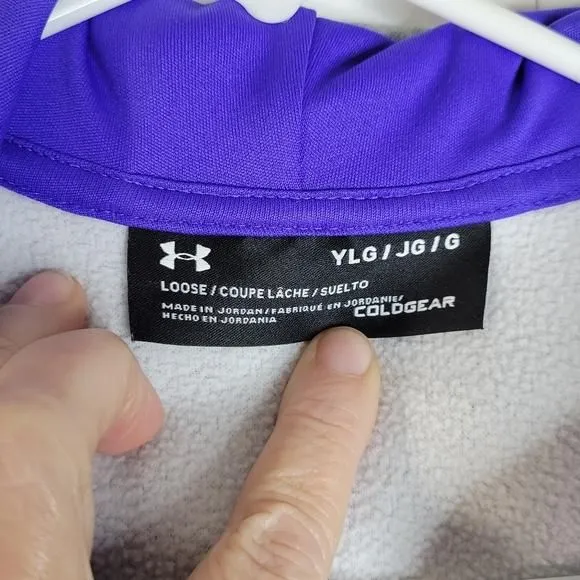 YLG / JG / G
LOOSE / COUPE LÂCHE / SUELTO
MADE IN JORDAN / FABRIQUÉ EN JORDANIE /
HECHO EN JORDANIA
COLDGEAR